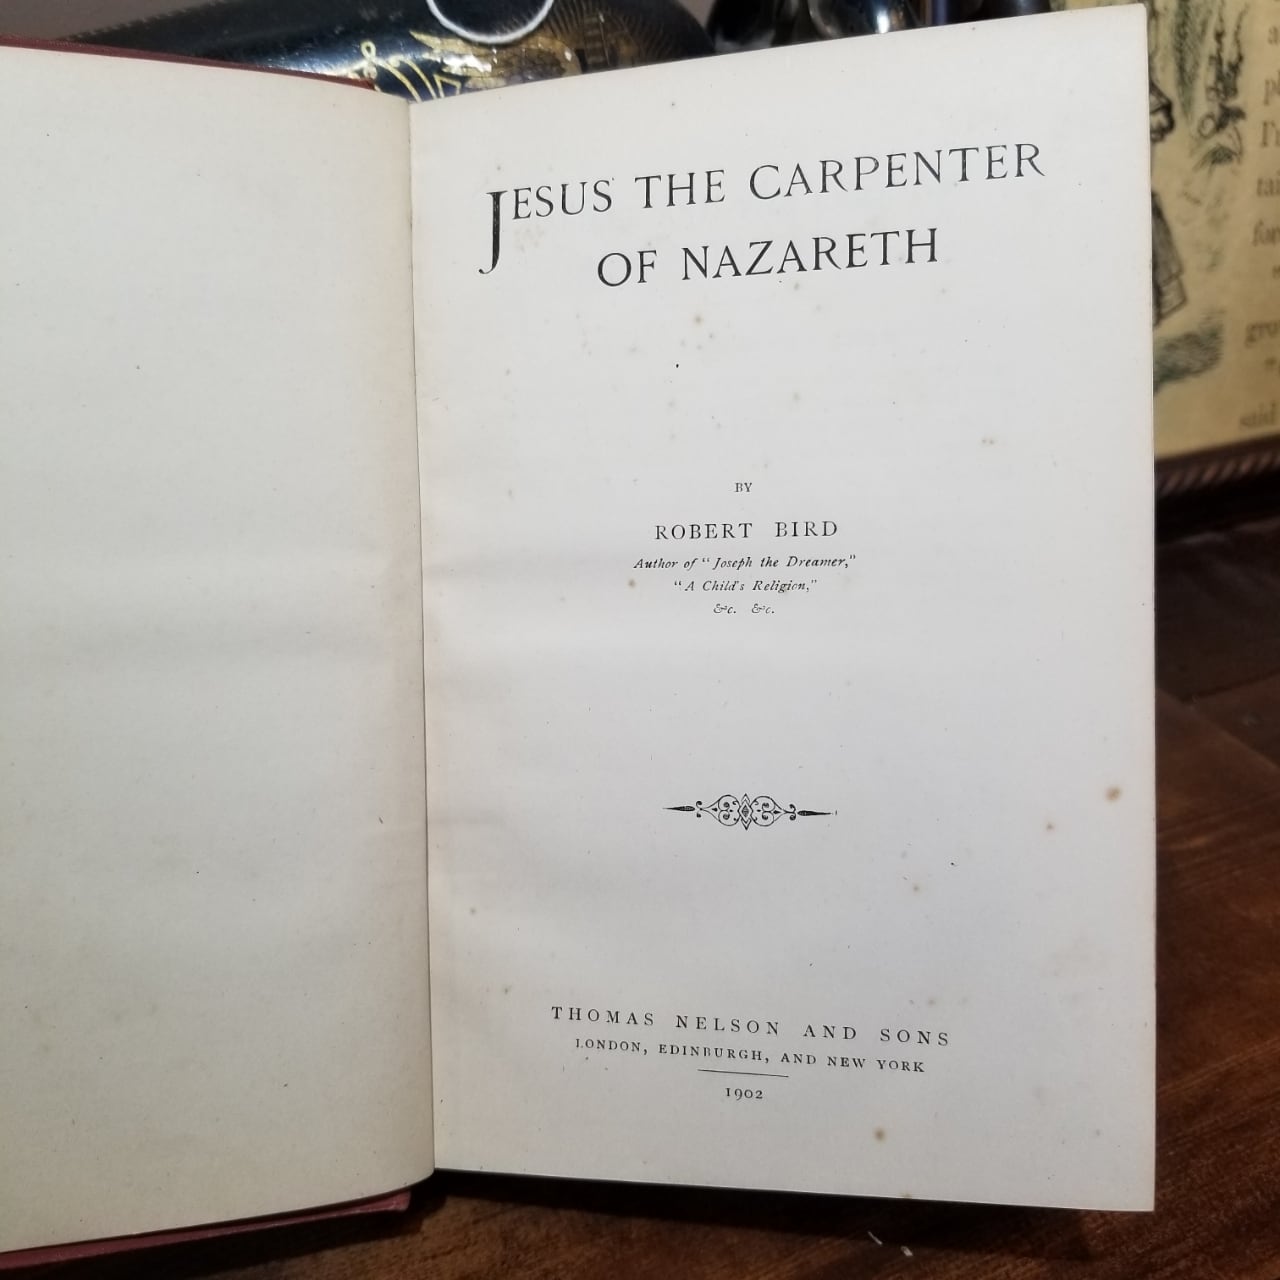 JESUS THE CARPENTER
OF NAZARETH
BY
ROBERT BIRD
Author of "Joseph the Dreamer,"
"A Child's Religion,"
&c. &c.
THOMAS NELSON AND SONS
LONDON, EDINBURGH, AND NEW YORK
1902
said